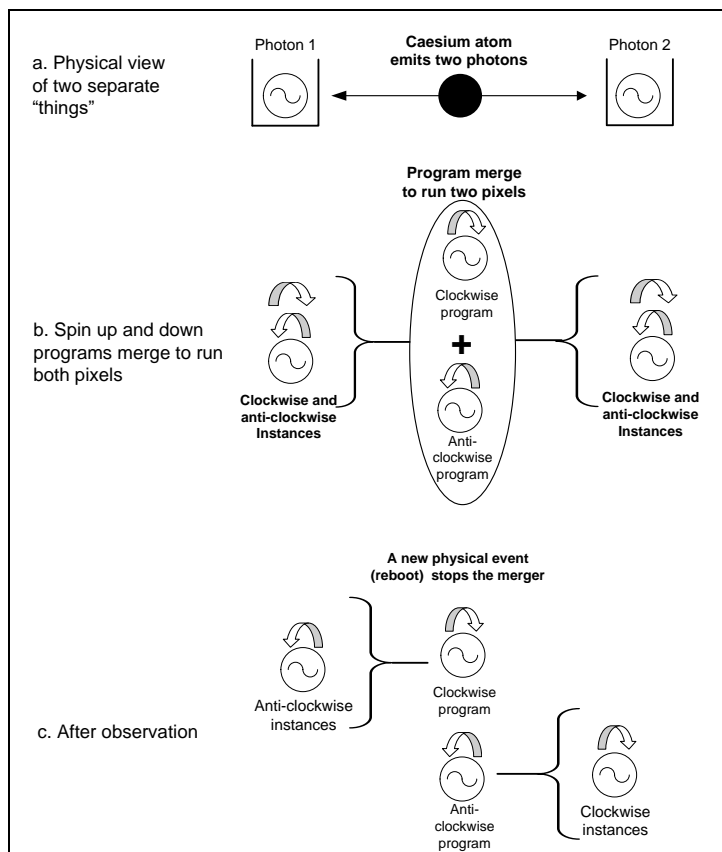 a. Physical view
of two separate
“things”
Photon 1
Caesium atom
emits two photons
Photon 2
Program merge
to run two pixels
Clockwise
program
+
Anti-
clockwise
program
b. Spin up and down
programs merge to run
both pixels
Clockwise and
anti-clockwise
Instances
Clockwise and
anti-clockwise
Instances
A new physical event
(reboot) stops the merger
c. After observation
Anti-clockwise
instances
Clockwise
program
Anti-
clockwise
program
Clockwise
instances